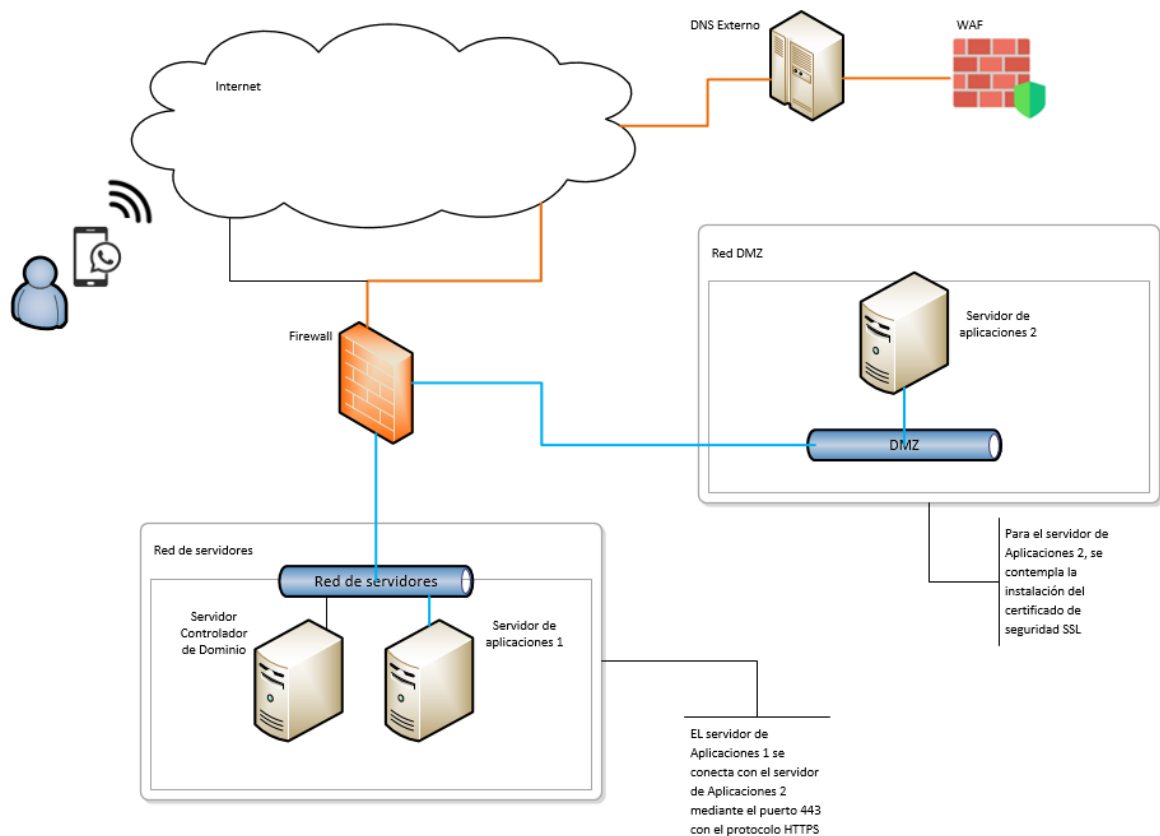 DNS Externo
WAF
Internet
Red DMZ
Servidor de
aplicaciones 2
Firewall
DMZ
Para el servidor de
Aplicaciones 2, se
contempla la
instalación del
certificado de
seguridad SSL
Red de servidores
Red de servidores
Servidor
Controlador
de Dominio
Servidor de
aplicaciones 1
EL servidor de
Aplicaciones 1 se
conecta con el servidor
de Aplicaciones 2
mediante el puerto 443
con el protocolo HTTPS